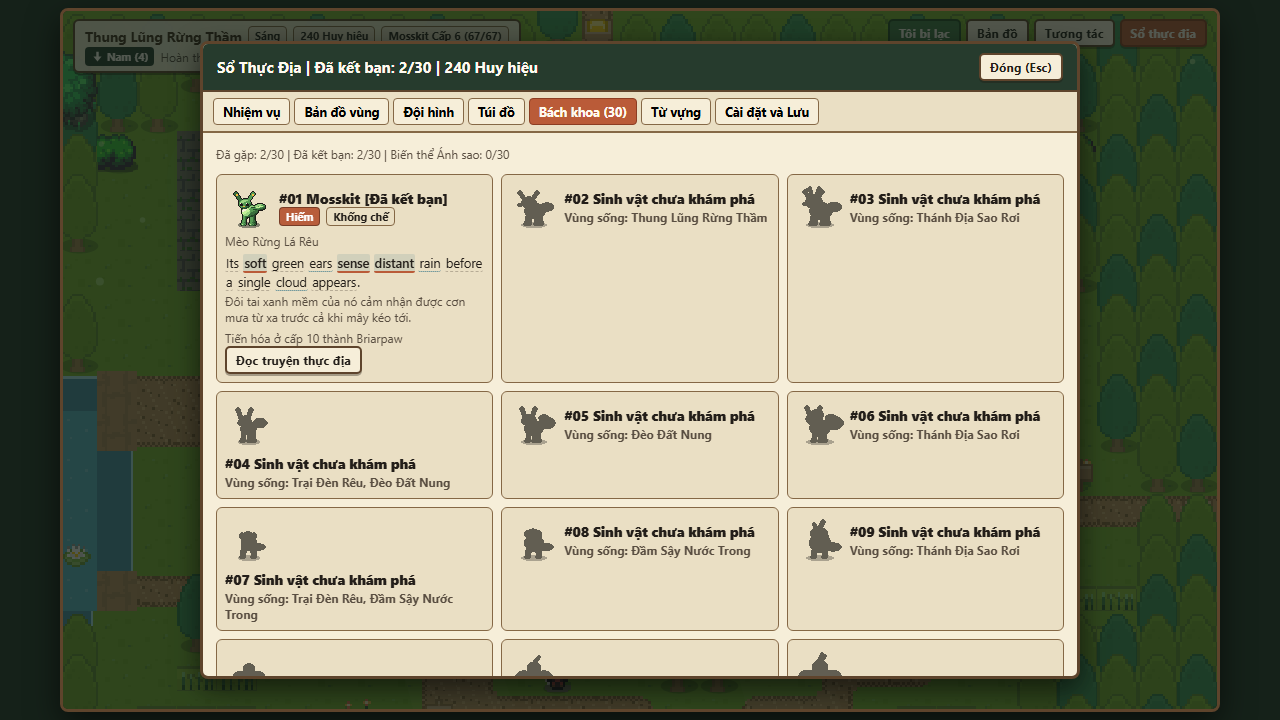 Thung Lũng Rừng Thầm
Sáng
240 Huy hiệu
Mosskit Cấp 6 (67/67)
Tôi bị lạc
Bản đồ
Tương tác
Sổ thực địa
Nam (4)
Hoàn th
Sổ Thực Địa | Đã kết bạn: 2/30 | 240 Huy hiệu
Đóng (Esc)
Nhiệm vụ
Bản đồ vùng
Đội hình
Túi đồ
Bách khoa (30)
Từ vựng
Cài đặt và Lưu
Đã gặp: 2/30 | Đã kết bạn: 2/30 | Biến thể Ánh sao: 0/30
#01 Mosskit [Đã kết bạn]
Hiếm
Khống chế
Mèo Rừng Lá Rêu
Its soft green ears sense distant rain before
a single cloud appears.
Đôi tai xanh mềm của nó cảm nhận được cơn
mưa từ xa trước cả khi mây kéo tới.
Tiến hóa ở cấp 10 thành Briarpaw
Đọc truyện thực địa
#02 Sinh vật chưa khám phá
Vùng sống: Thung Lũng Rừng Thầm
#03 Sinh vật chưa khám phá
Vùng sống: Thánh Địa Sao Rơi
#04 Sinh vật chưa khám phá
Vùng sống: Trại Đèn Rêu, Đèo Đất Nung
#05 Sinh vật chưa khám phá
Vùng sống: Đèo Đất Nung
#06 Sinh vật chưa khám phá
Vùng sống: Thánh Địa Sao Rơi
#07 Sinh vật chưa khám phá
Vùng sống: Trại Đèn Rêu, Đầm Sậy Nước
Trong
#08 Sinh vật chưa khám phá
Vùng sống: Đầm Sậy Nước Trong
#09 Sinh vật chưa khám phá
Vùng sống: Thánh Địa Sao Rơi